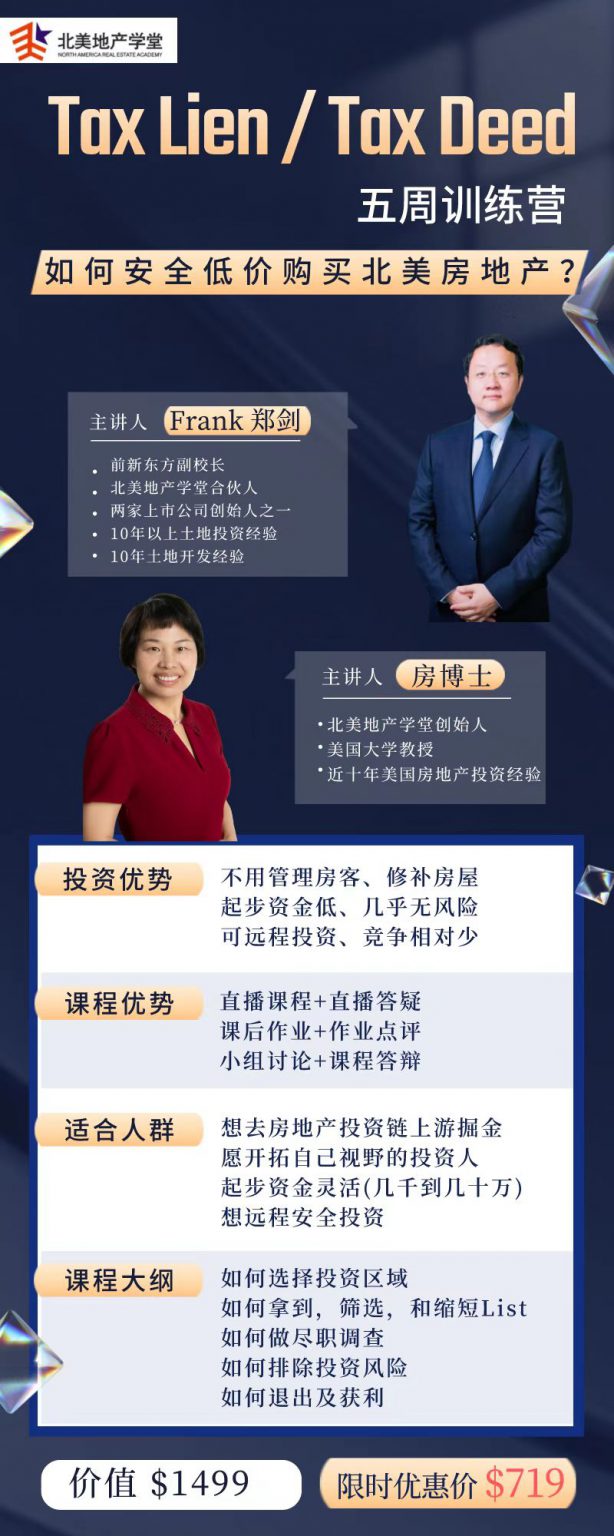 北美地产学堂
NORTH AMERICA REAL ESTATE ACADEMY
Tax Lien / Tax Deed
五周训练营
如何安全低价购买北美房地产？
主讲人 Frank 郑剑
• 前新东方副校长
• 北美地产学堂合伙人
• 两家上市公司创始人之一
• 10年以上土地投资经验
• 10年土地开发经验
主讲人 房博士
•北美地产学堂创始人
•美国大学教授
•近十年美国房地产投资经验
投资优势
不用管理房客、修补房屋
起步资金低、几乎无风险
可远程投资、竞争相对少
课程优势
直播课程+直播答疑
课后作业+作业点评
小组讨论+课程答辩
适合人群
想去房地产投资链上游掘金
愿开拓自己视野的投资人
起步资金灵活(几千到几十万)
想远程安全投资
课程大纲
如何选择投资区域
如何拿到，筛选，和缩短List
如何做尽职调查
如何排除投资风险
如何退出及获利
价值 $1499
限时优惠价 $719